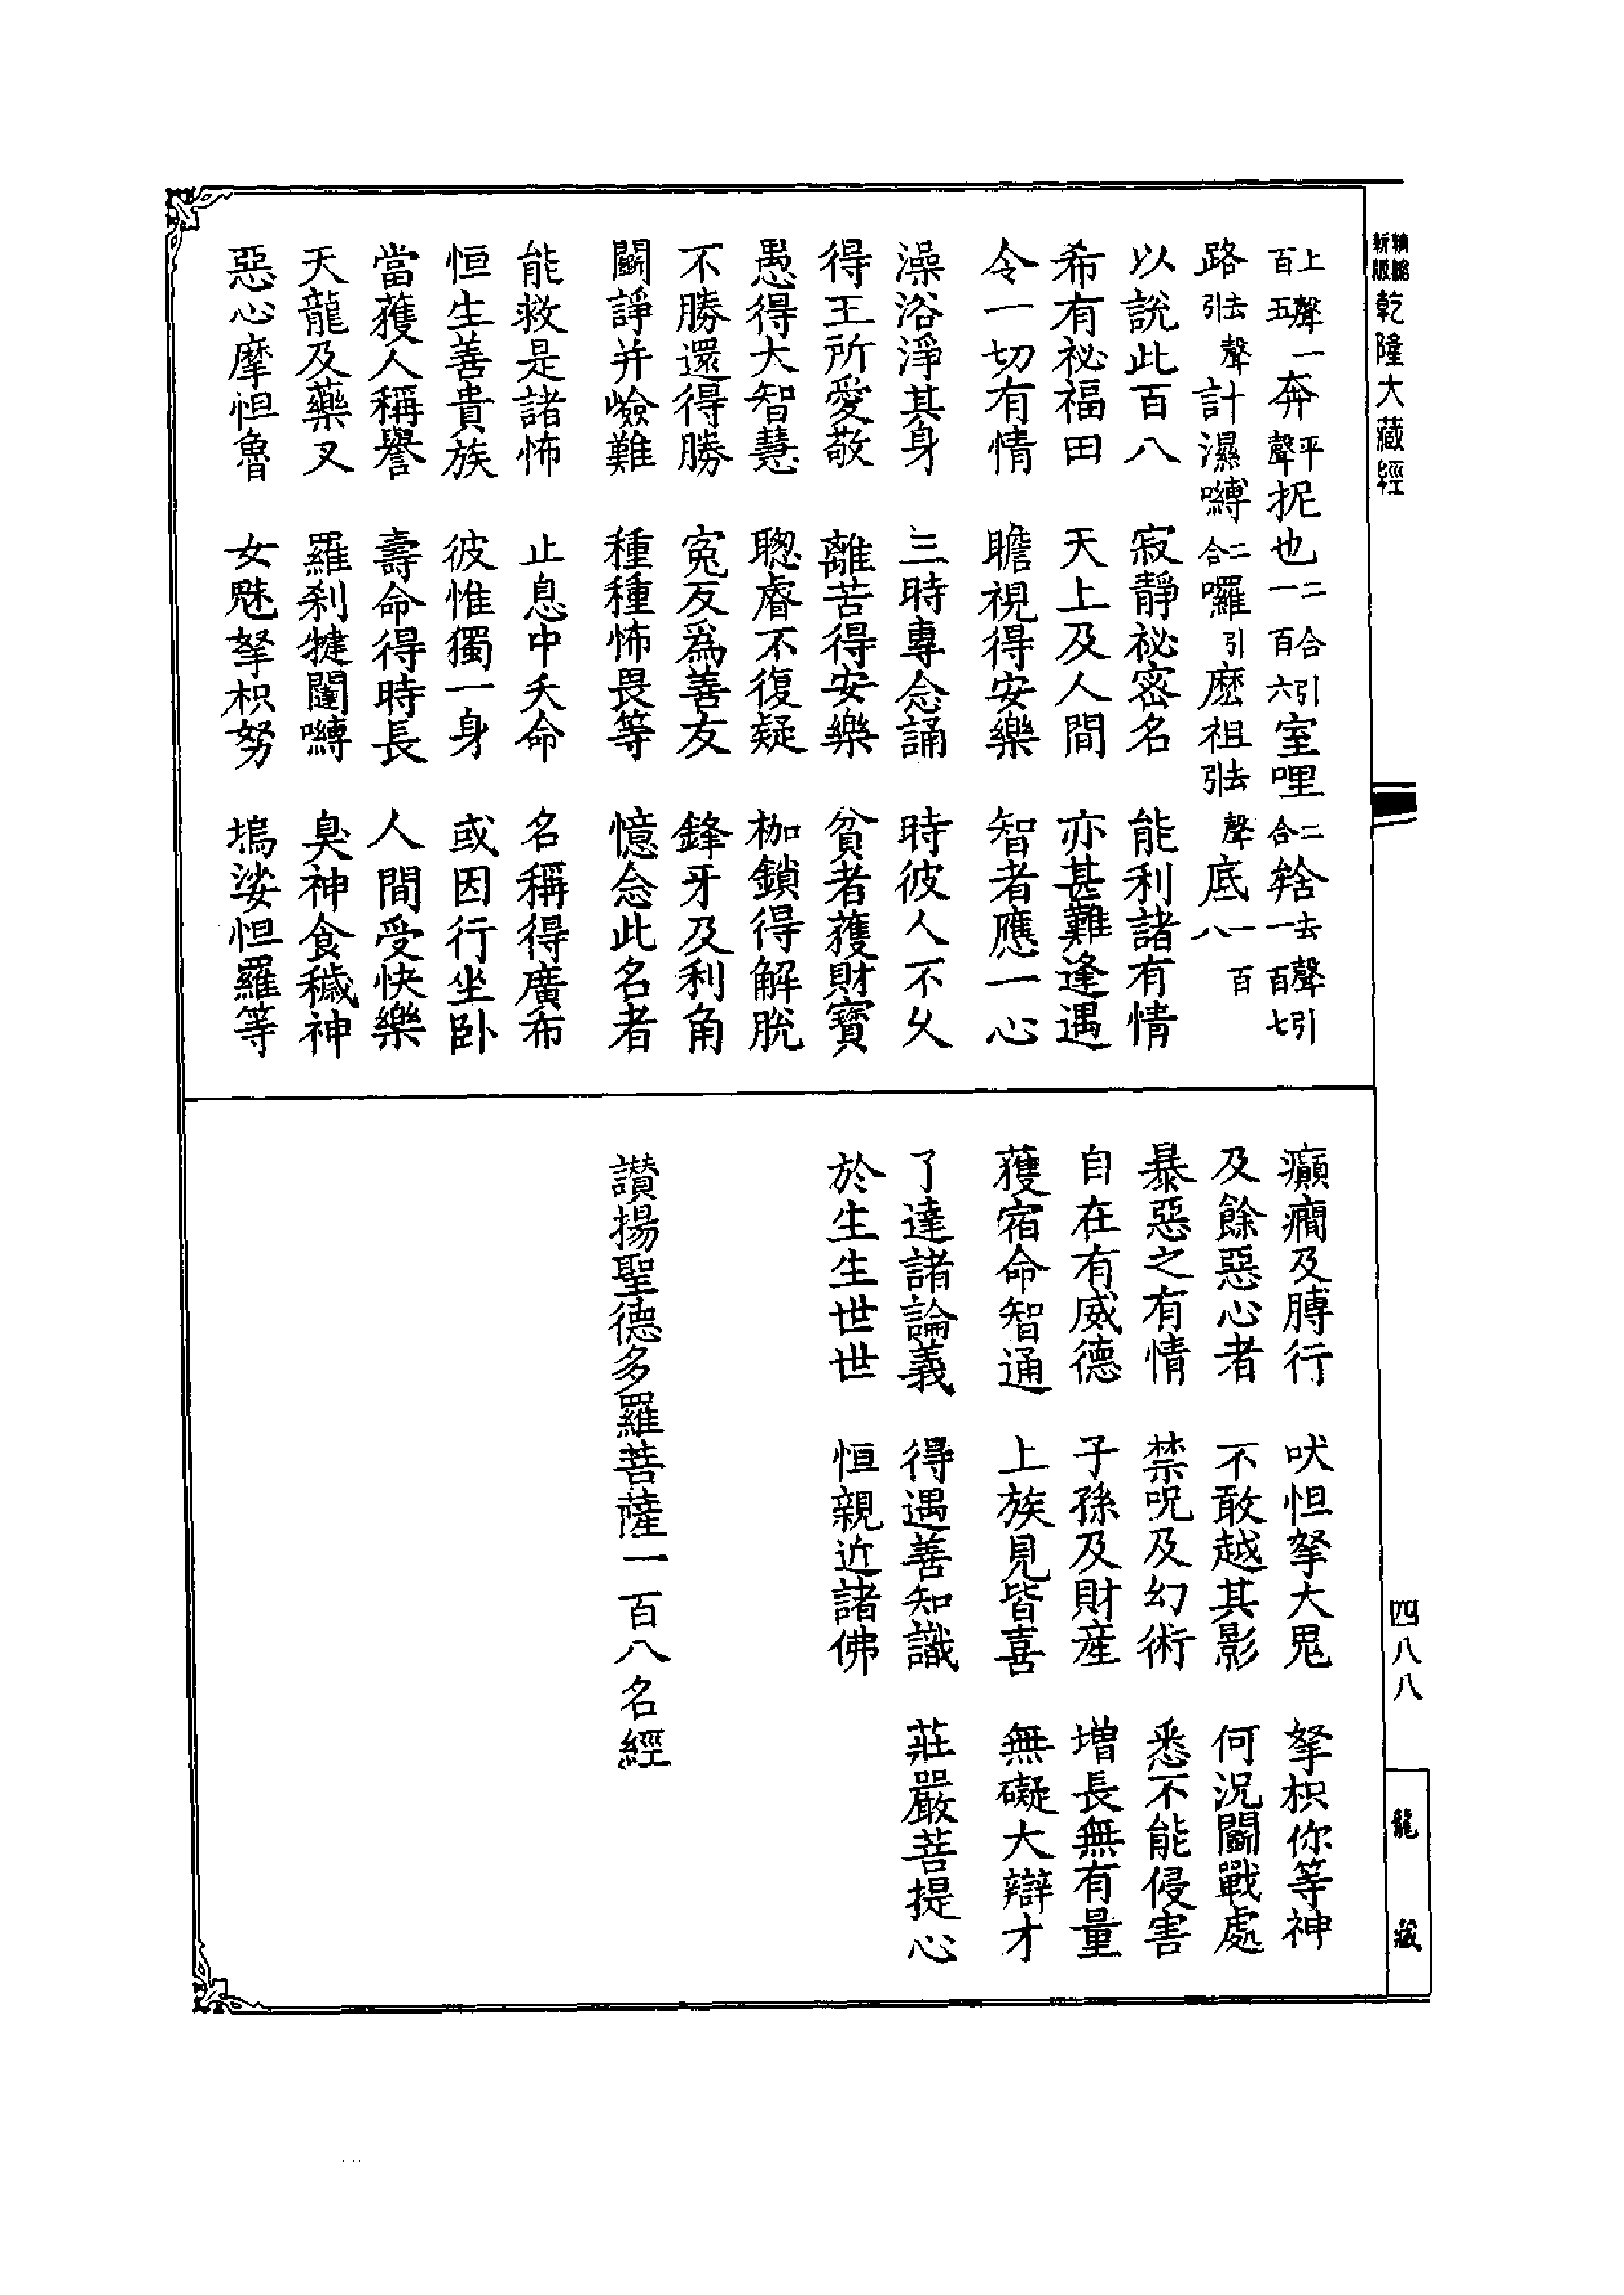 精縮新版乾隆大藏經
上聲一百五奔平聲抳也二合引一百六室哩二合去聲引一百七
路去聲引計濕嚩二合囉引麼祖去聲引底一百八
以說此百八　寂靜祕密名　能利諸有情
希有祕福田　天上及人間　亦甚難逢遇
令一切有情　瞻視得安樂　智者應一心
澡浴淨其身　三時專念誦　時彼人不久
得王所愛敬　離苦得安樂　貧者獲財寶
愚得大智慧　聰睿不復疑　枷鎖得解脫
不勝還得勝　寃反爲善友　鋒牙及利角
鬬諍并嶮難　種種怖畏等　憶念此名者
能救是諸怖　止息中夭命　名稱得廣布
恒生善貴族　彼惟獨一身　或因行坐卧
當獲人稱譽　壽命得時長　人間受快樂
天龍及藥叉　羅刹犍闥嚩　臭神食穢神
惡心摩怛魯　女魅拏枳努　塢娑怛羅等
癲癇及膞行　吠怛拏大鬼　拏枳你等神
及餘惡心者　不敢越其影　何況鬬戰處
暴惡之有情　禁呪及幻術　悉不能侵害
自在有威德　子孫及財產　增長無有量
獲宿命智通　上族見皆喜　無礙大辯才
了達諸論義　得遇善知識　莊嚴菩提心
於生生世世　恒親近諸佛
讚揚聖德多羅菩薩一百八名經
四八八
龍藏